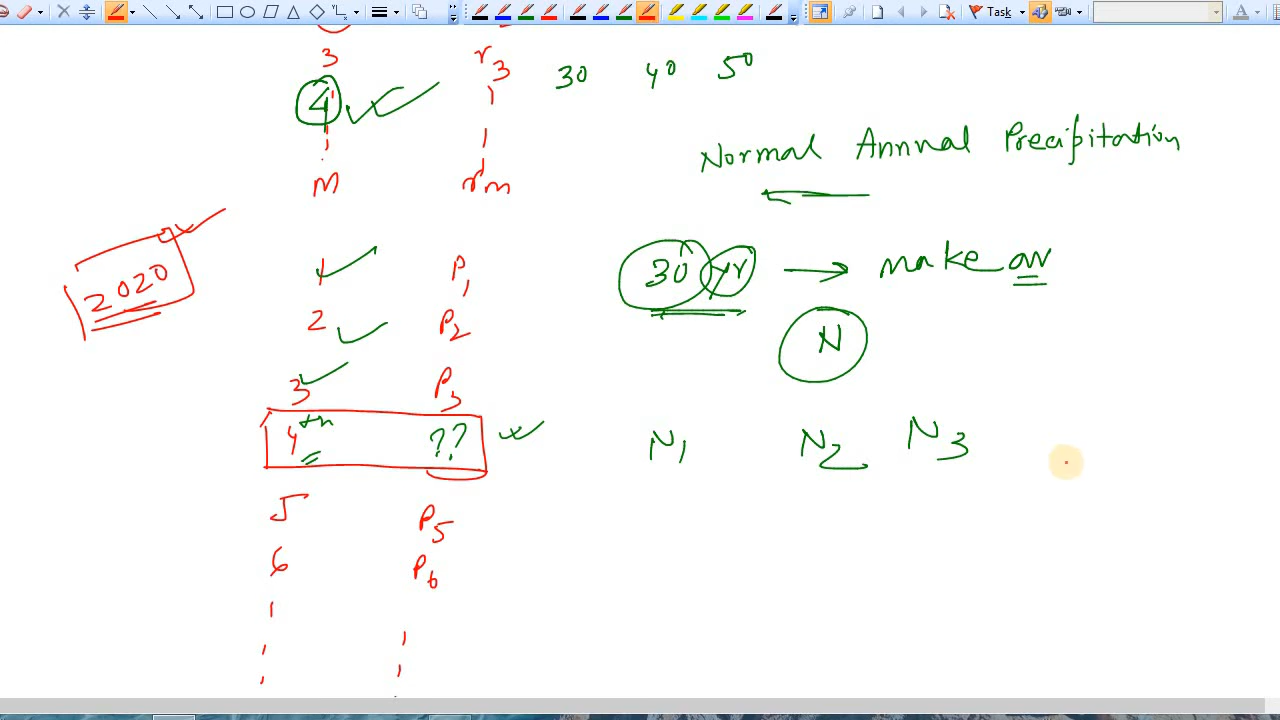 Task
3 r3 30 40 50
4
Normal Annual Precipitation
m rm
2020
1 P1 30 yr → make av
2 P2 N
3 P3
4th ?? N1 N2 N3
5 P5
6 P6